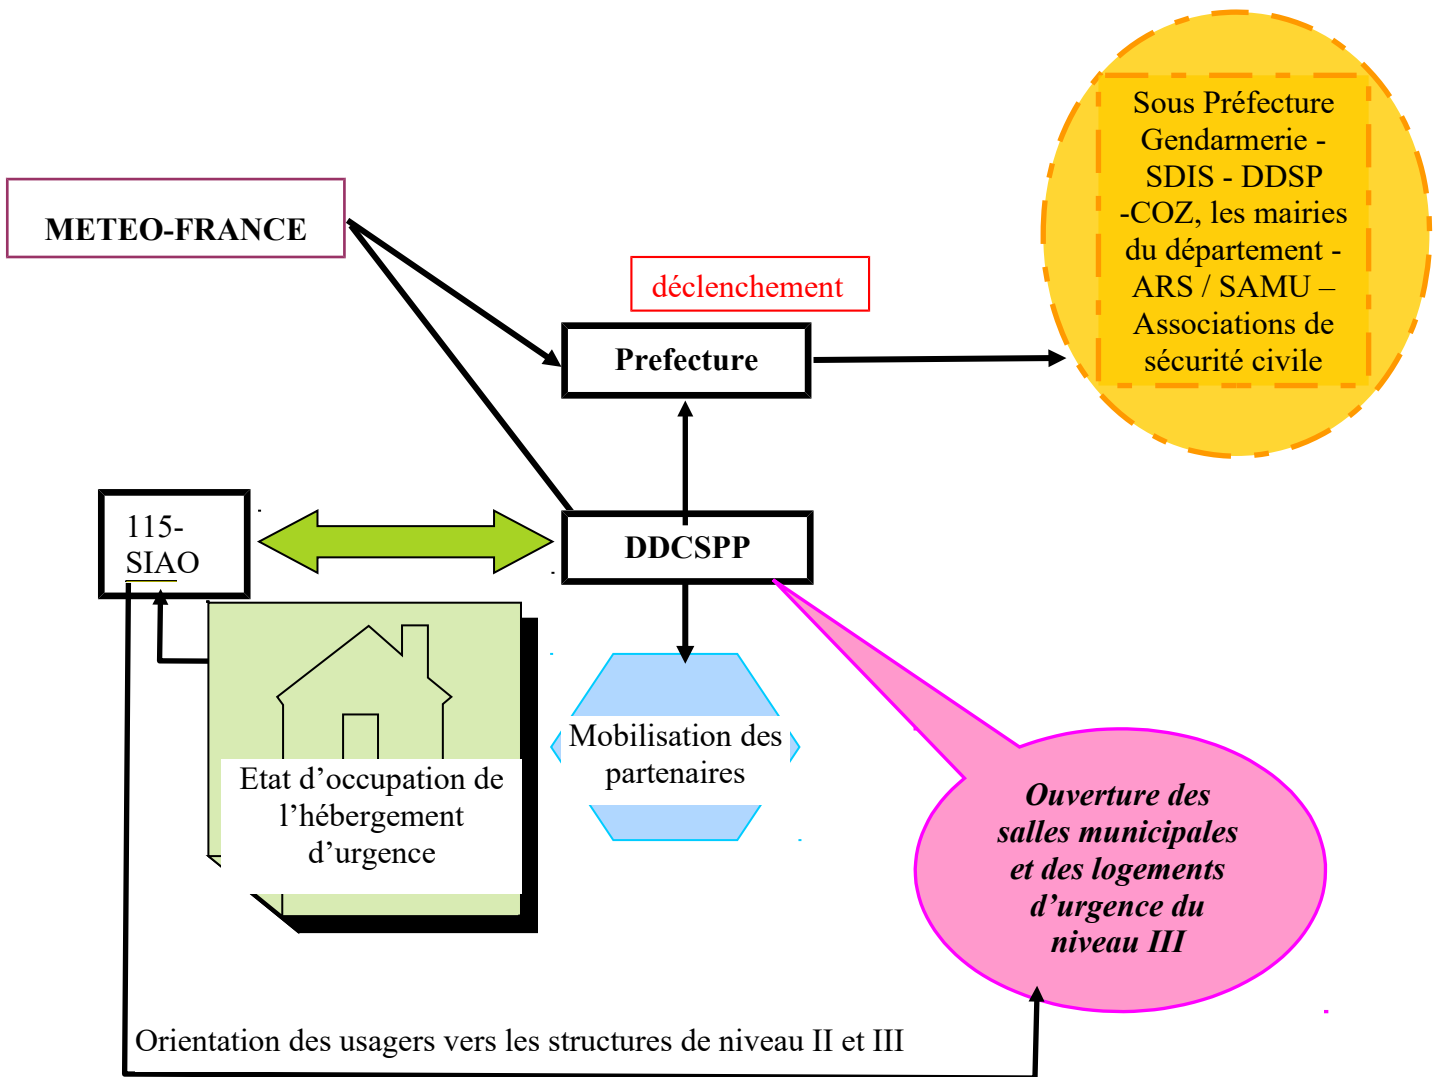 Sous Préfecture
Gendarmerie -
SDIS - DDSP
-COZ, les mairies
du département -
ARS / SAMU –
Associations de
sécurité civile
METEO-FRANCE
déclenchement
Prefecture
115-
SIAO
DDCSPP
Mobilisation des
partenaires
Etat d’occupation de
l’hébergement
d’urgence
Ouverture des
salles municipales
et des logements
d’urgence du
niveau III
Orientation des usagers vers les structures de niveau II et III